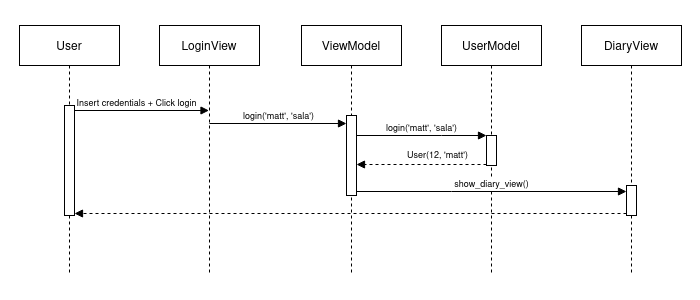 User
LoginView
ViewModel
UserModel
DiaryView
Insert credentials + Click login
login('matt', 'sala')
login('matt', 'sala')
User(12, 'matt')
show_diary_view()